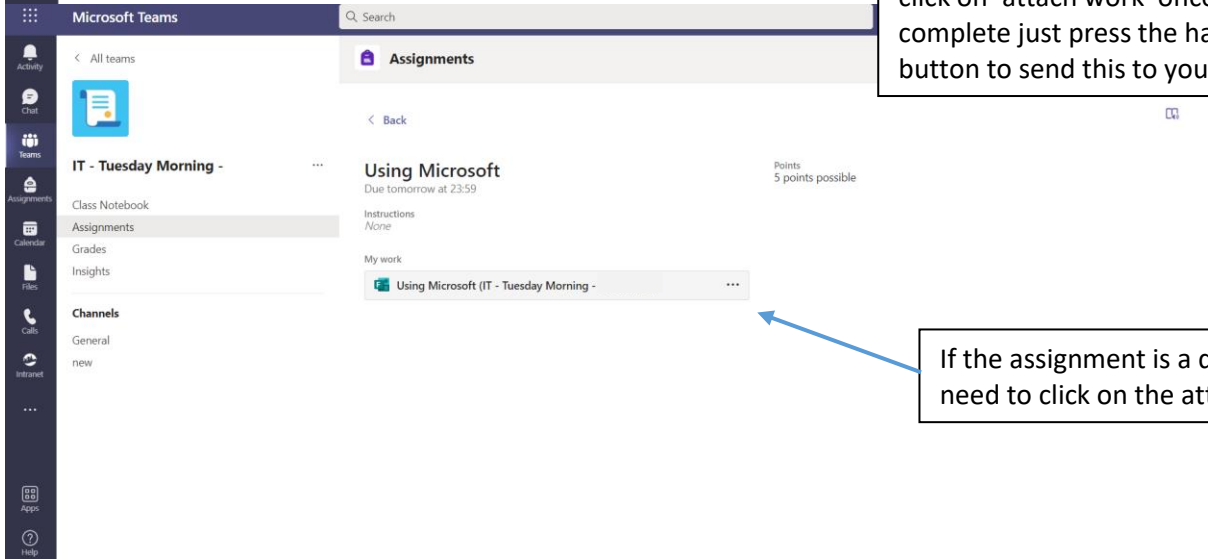 Microsoft Teams
Search
click on 'attach work' once
complete just press the ha
button to send this to you
Activity
Chat
Teams
Assignments
Calendar
Files
Calls
Intranet
Apps
Help
All teams
IT - Tuesday Morning -
Class Notebook
Assignments
Grades
Insights
Channels
General
new
Assignments
Back
Using Microsoft
Due tomorrow at 23:59
Instructions
None
Points
5 points possible
My work
Using Microsoft (IT - Tuesday Morning -
If the assignment is a
need to click on the